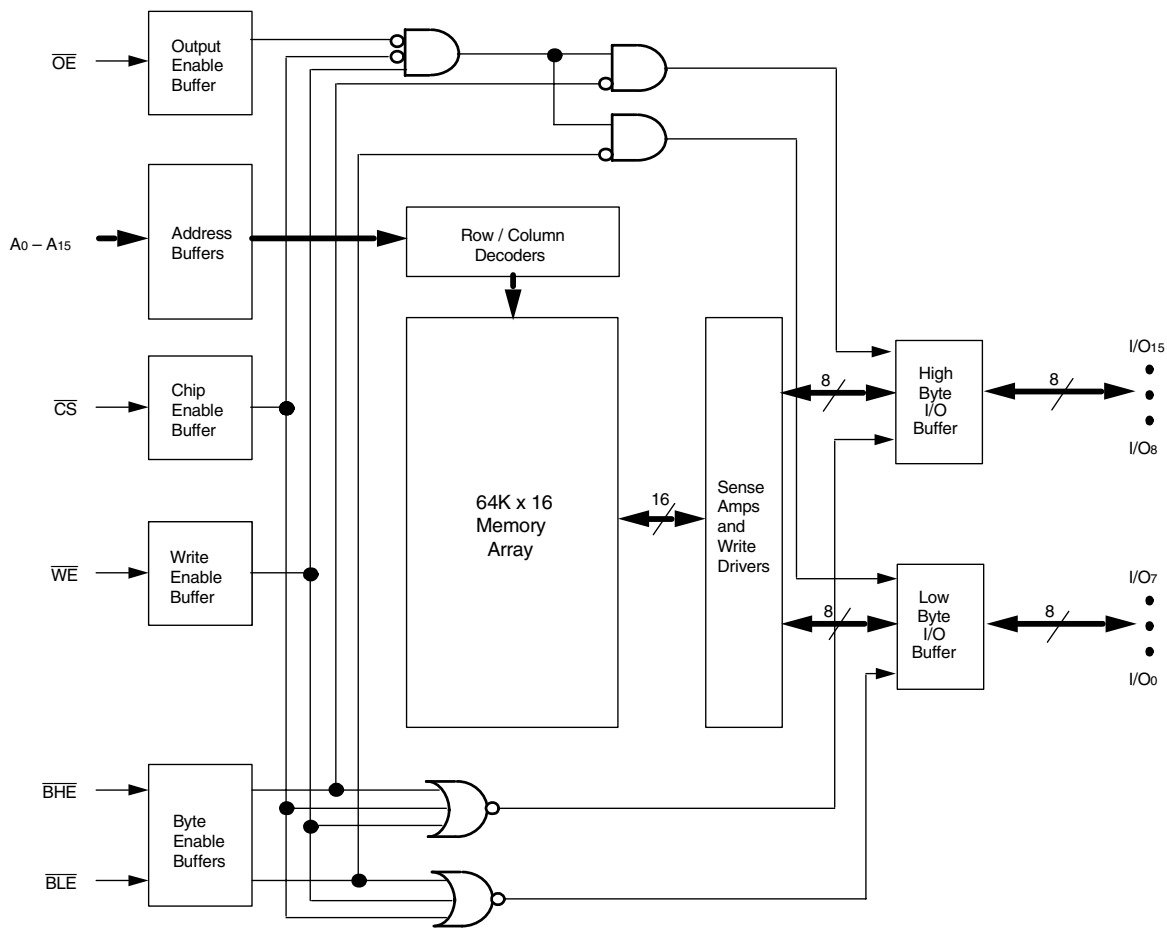 OE
Output
Enable
Buffer
A0 – A15
Address
Buffers
Row / Column
Decoders
CS
Chip
Enable
Buffer
WE
Write
Enable
Buffer
64K x 16
Memory
Array
16
Sense
Amps
and
Write
Drivers
8
High
Byte
I/O
Buffer
8
I/O15
I/O8
8
Low
Byte
I/O
Buffer
8
I/O7
I/O0
BHE
BLE
Byte
Enable
Buffers